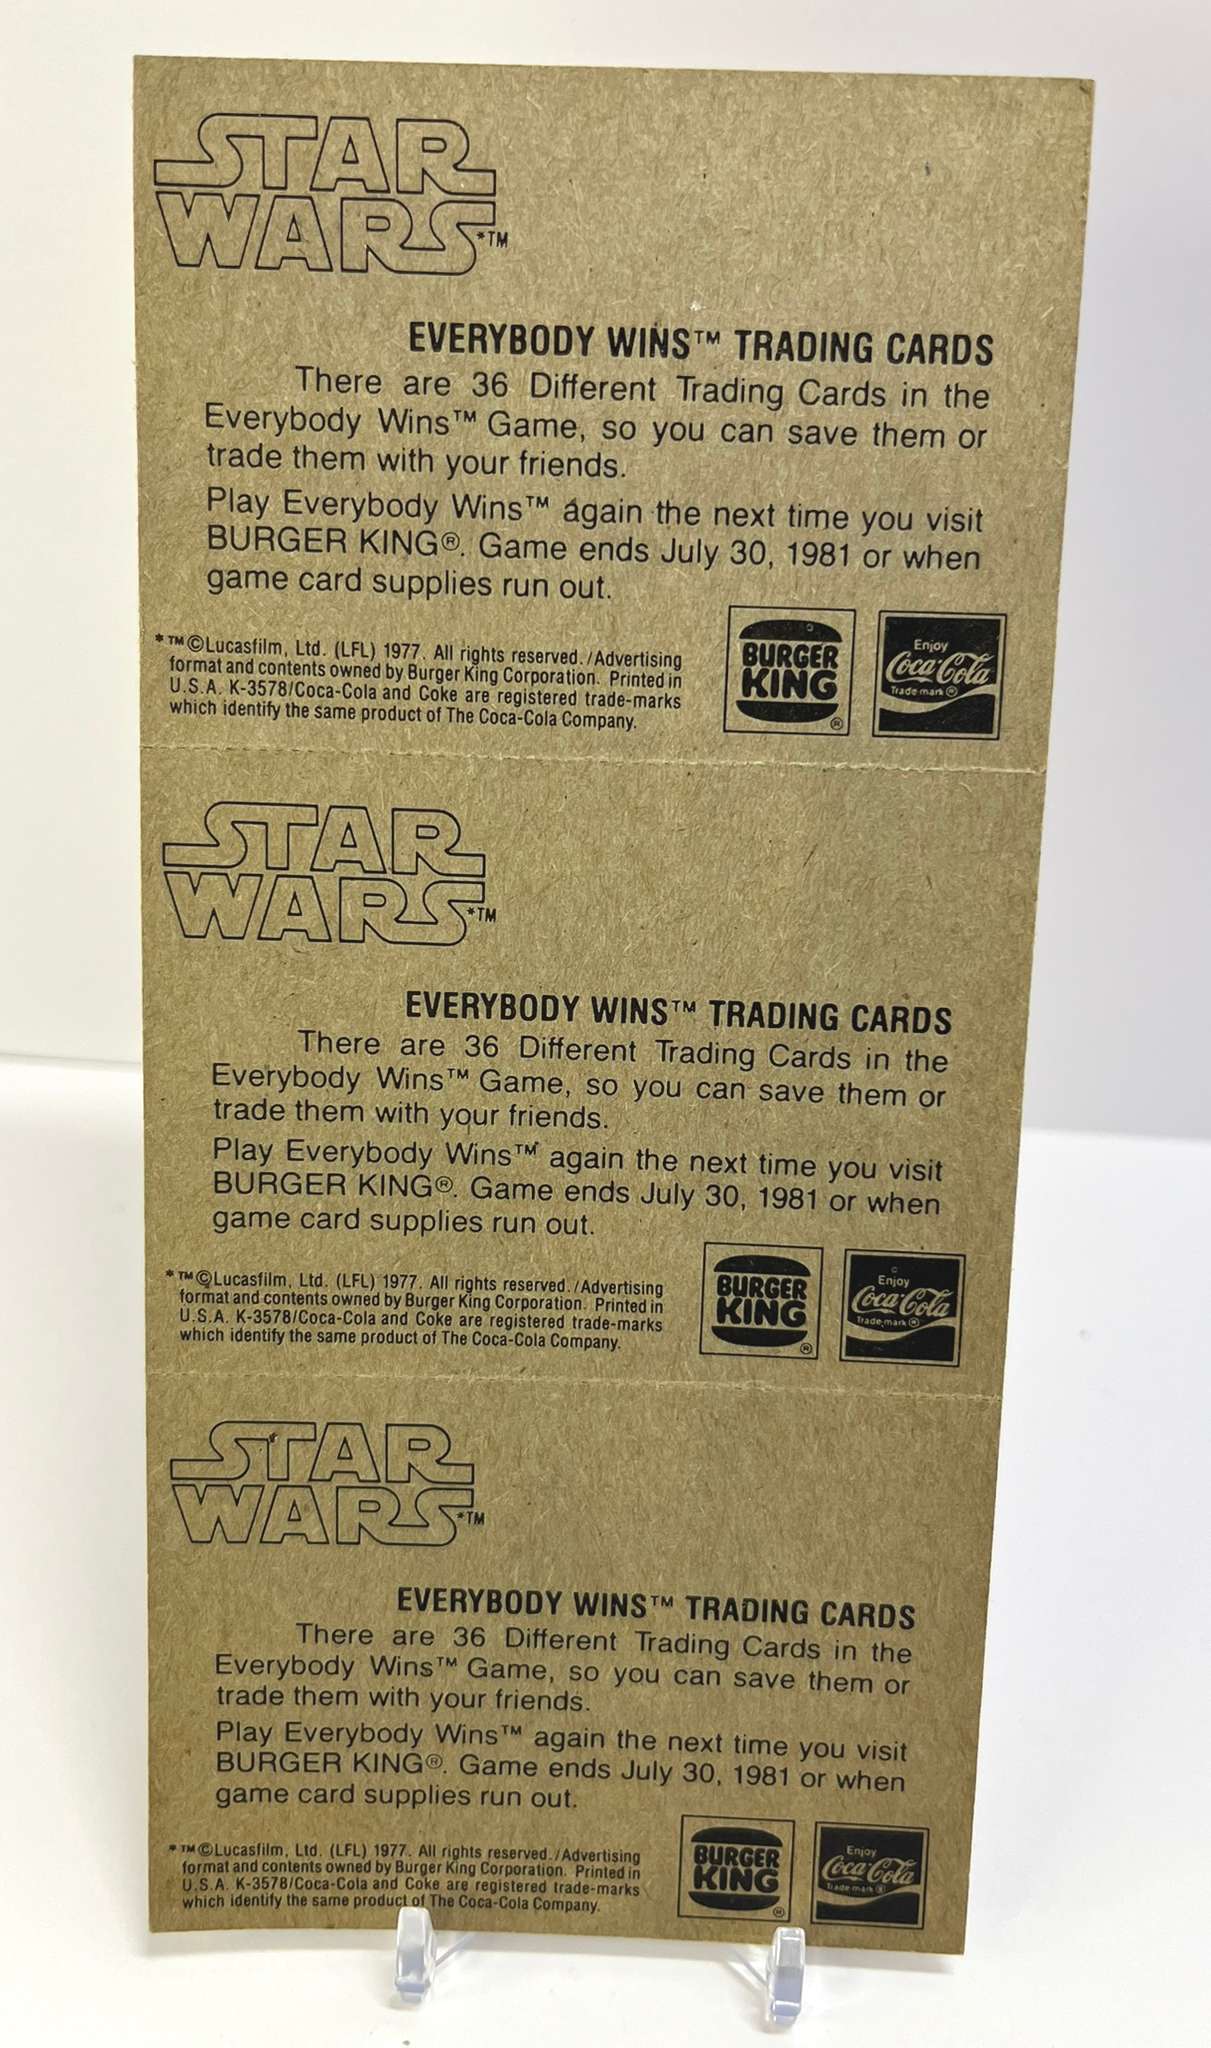 STAR
WARS*™
EVERYBODY WINS™ TRADING CARDS
There are 36 Different Trading Cards in the
Everybody Wins™ Game, so you can save them or
trade them with your friends.
Play Everybody Wins™ again the next time you visit
BURGER KING®. Game ends July 30, 1981 or when
game card supplies run out.
*™©Lucasfilm, Ltd. (LFL) 1977. All rights reserved./Advertising
format and contents owned by Burger King Corporation. Printed in
U.S.A. K-3578/Coca-Cola and Coke are registered trade-marks
which identify the same product of The Coca-Cola Company.
BURGER
KING®
Enjoy
Coca-Cola
Trade mark®
STAR
WARS*™
EVERYBODY WINS™ TRADING CARDS
There are 36 Different Trading Cards in the
Everybody Wins™ Game, so you can save them or
trade them with your friends.
Play Everybody Wins™ again the next time you visit
BURGER KING®. Game ends July 30, 1981 or when
game card supplies run out.
*™©Lucasfilm, Ltd. (LFL) 1977. All rights reserved./Advertising
format and contents owned by Burger King Corporation. Printed in
U.S.A. K-3578/Coca-Cola and Coke are registered trade-marks
which identify the same product of The Coca-Cola Company.
BURGER
KING®
Enjoy
Coca-Cola
Trade mark®
STAR
WARS*™
EVERYBODY WINS™ TRADING CARDS
There are 36 Different Trading Cards in the
Everybody Wins™ Game, so you can save them or
trade them with your friends.
Play Everybody Wins™ again the next time you visit
BURGER KING®. Game ends July 30, 1981 or when
game card supplies run out.
*™©Lucasfilm, Ltd. (LFL) 1977. All rights reserved./Advertising
format and contents owned by Burger King Corporation. Printed in
U.S.A. K-3578/Coca-Cola and Coke are registered trade-marks
which identify the same product of The Coca-Cola Company.
BURGER
KING®
Enjoy
Coca-Cola
Trade mark®